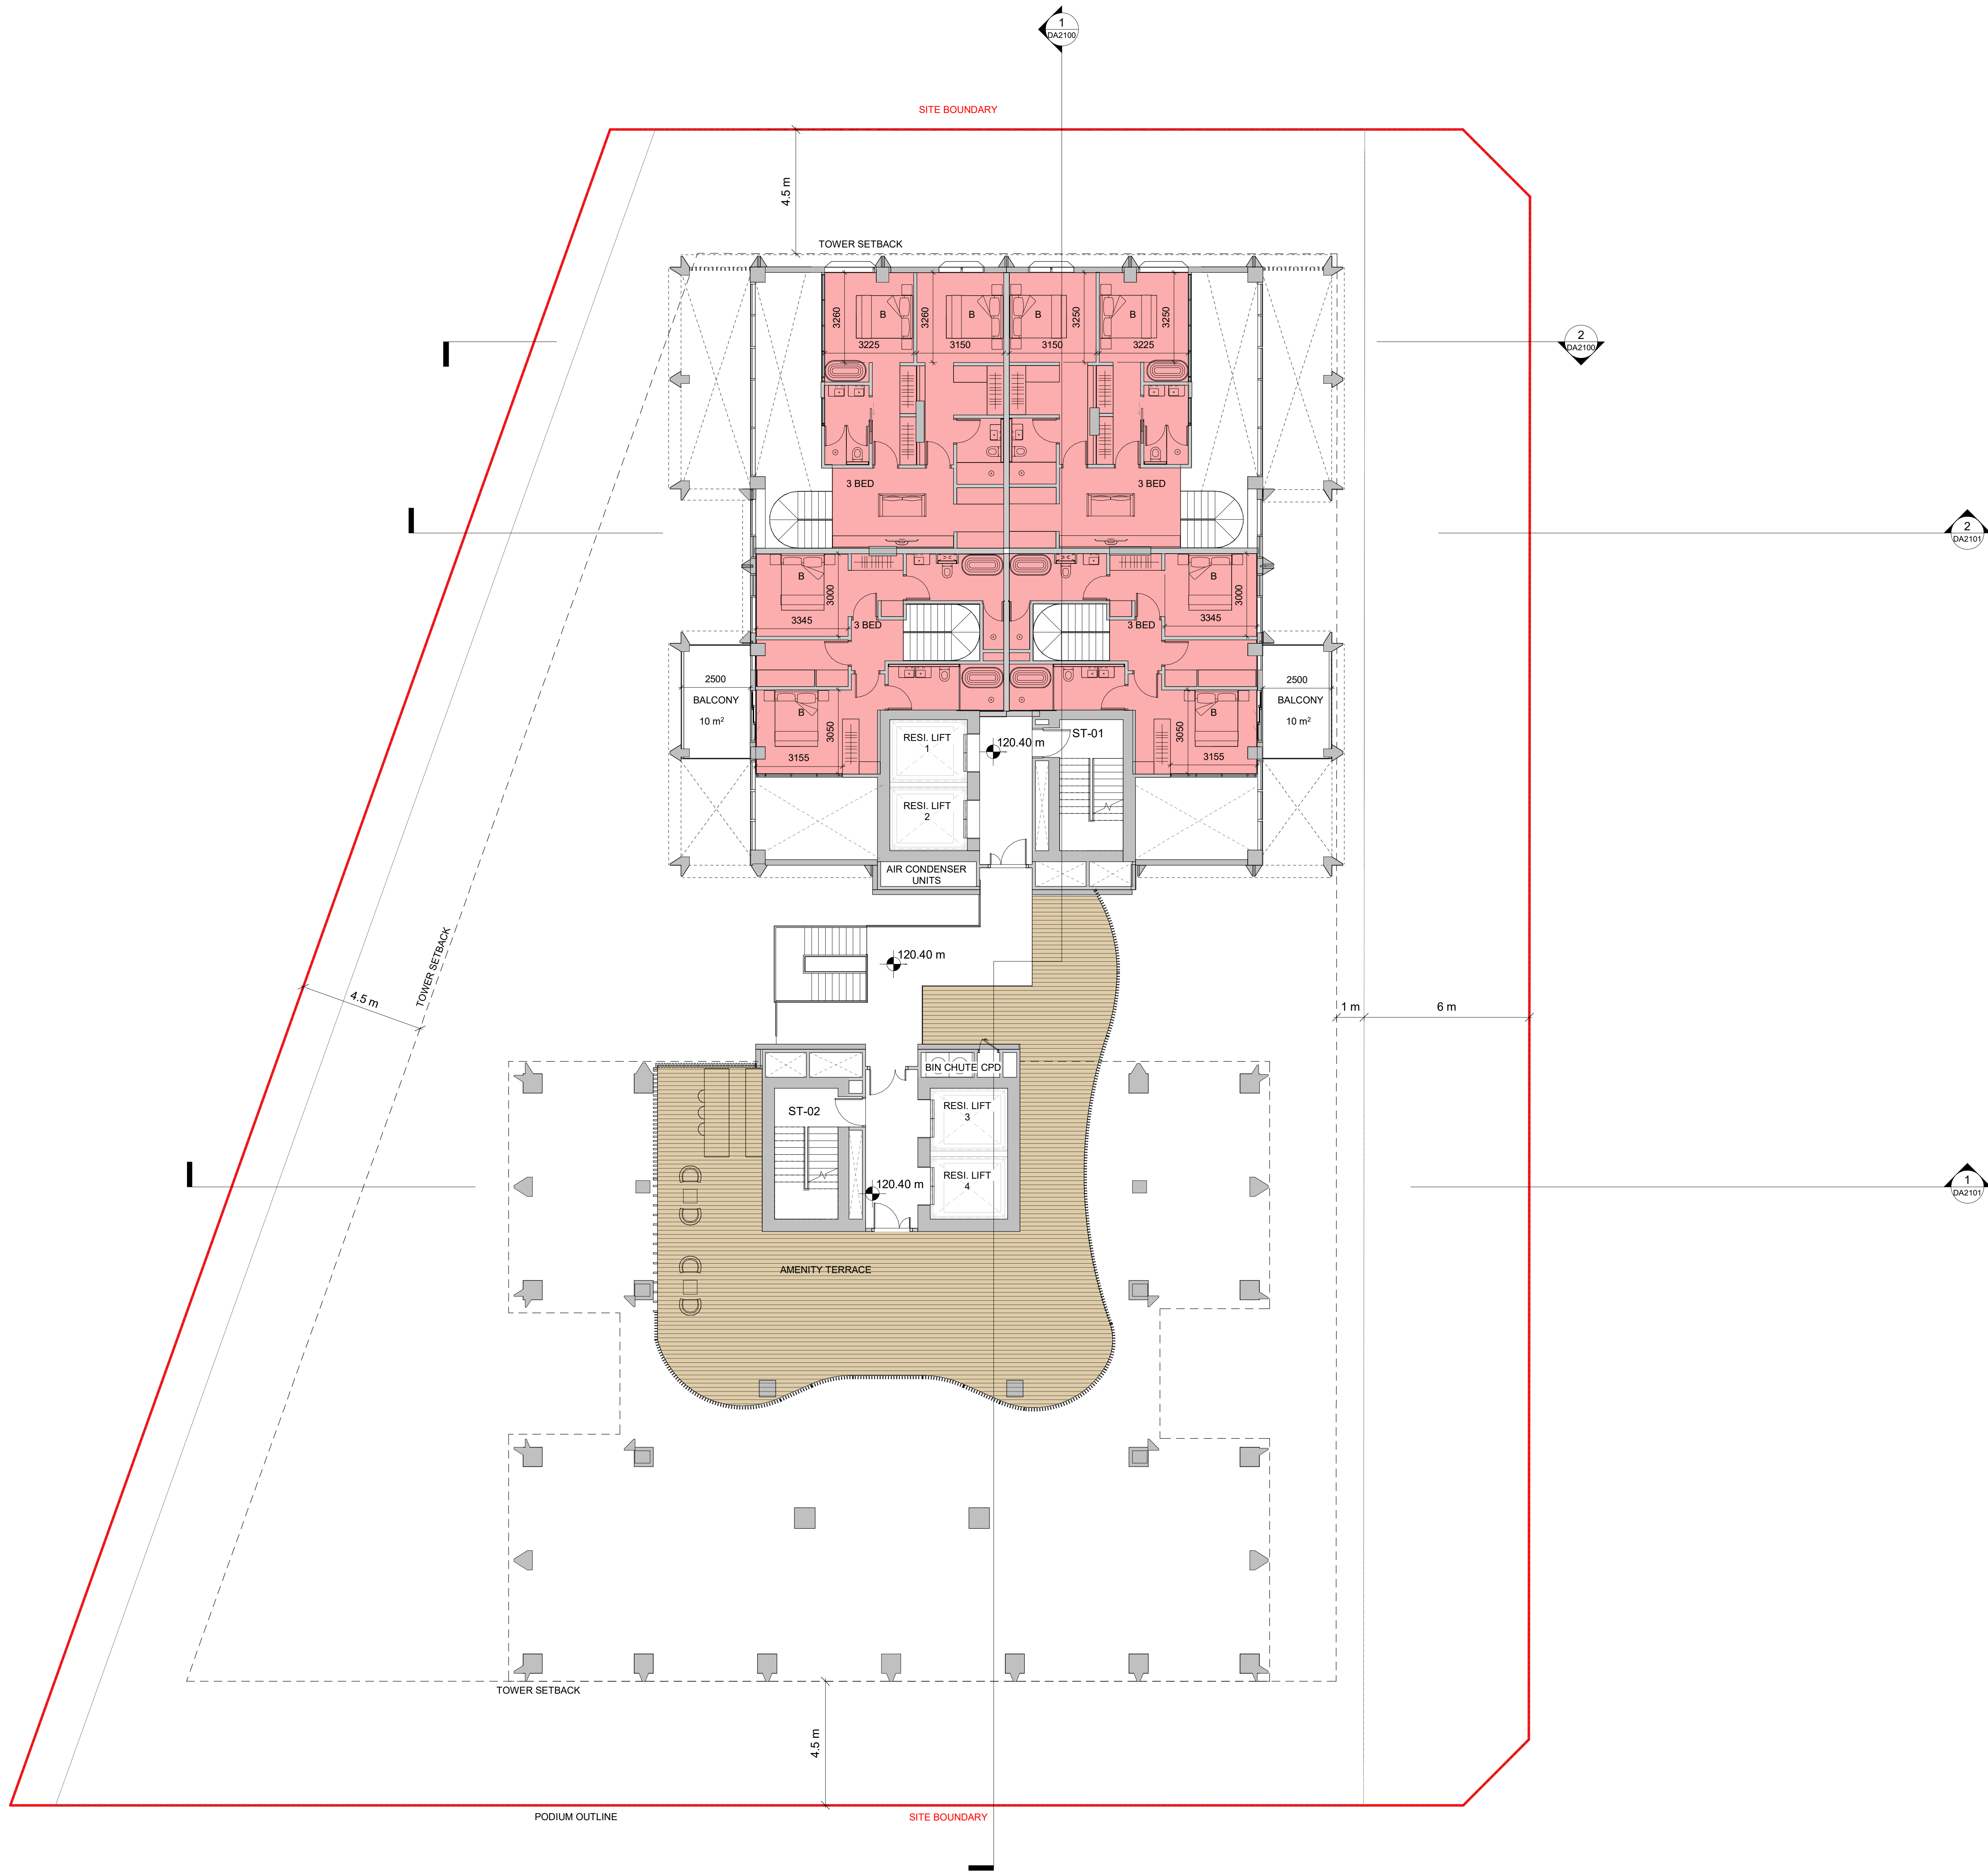 1
DA2100
SITE BOUNDARY
4.5 m
TOWER SETBACK
3260
B
3225
3260
B
3150
B
3250
3150
B
3250
3225
2
DA2100
3 BED
3 BED
2
DA2101
B
3000
3345
3 BED
B
3000
3345
3 BED
2500
BALCONY
10 m²
B
3050
3155
B
3050
3155
2500
BALCONY
10 m²
RESI. LIFT
1
120.40 m
ST-01
RESI. LIFT
2
AIR CONDENSER
UNITS
120.40 m
TOWER SETBACK
4.5 m
1 m
6 m
BIN CHUTE
CPD
ST-02
RESI. LIFT
3
RESI. LIFT
4
120.40 m
1
DA2101
AMENITY TERRACE
TOWER SETBACK
4.5 m
PODIUM OUTLINE
SITE BOUNDARY